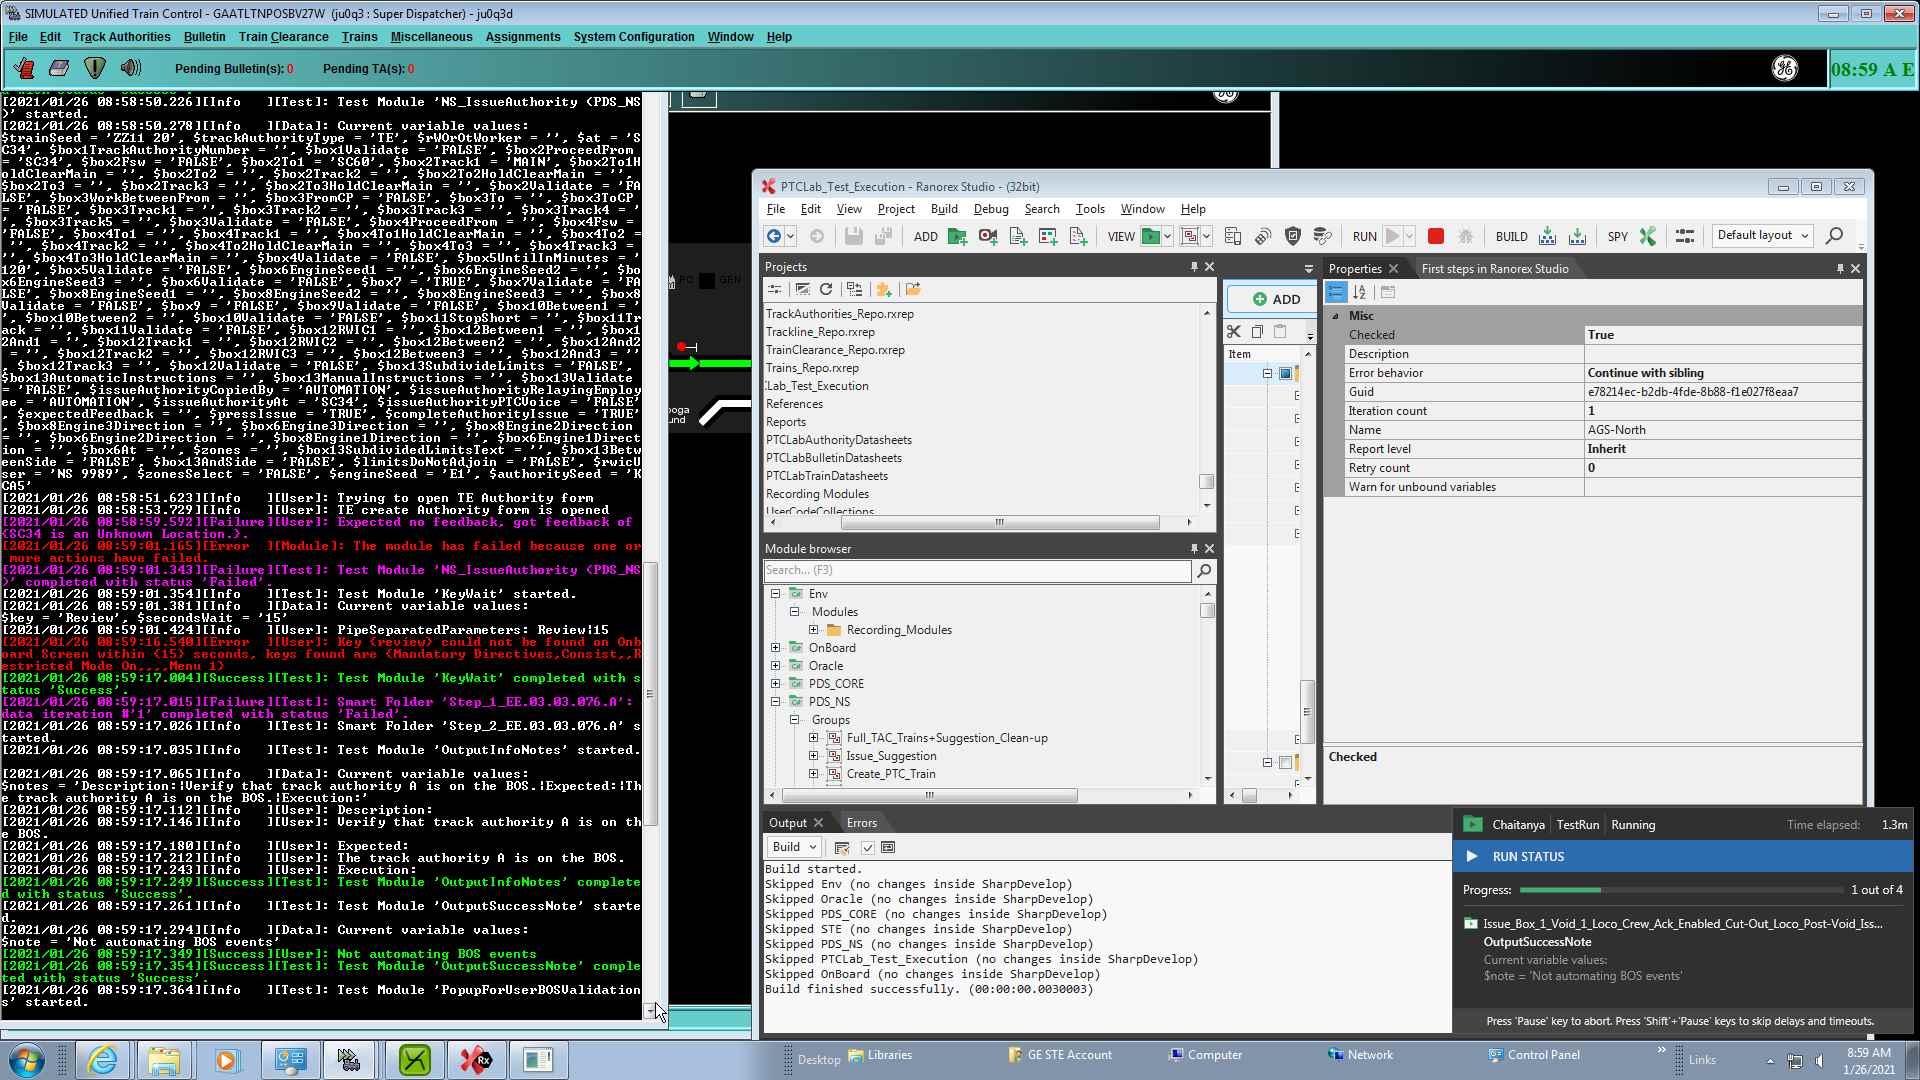 SIMULATED Unified Train Control - GAATLTNPOSBV27W (ju0q3 : Super Dispatcher) - ju0q3d
File Edit Track Authorities Bulletin Train Clearance Trains Miscellaneous Assignments System Configuration Window Help
Pending Bulletin(s): 0 Pending TA(s): 0
08:59 A E
[2021/01/26 08:58:50.226][Info ][Test]: Test Module 'NS_IssueAuthority (PDS_NS
)' started.
[2021/01/26 08:58:50.278][Info ][Data]: Current variable values:
$trainSeed = 'ZZ11 20', $trackAuthorityType = 'TE', $rWOrOtWorker = '', $at = 'S
C34', $box1TrackAuthorityNumber = '', $box1Validate = 'FALSE', $box2ProceedFrom
= 'SC34', $box2Fsw = 'FALSE', $box2To1 = 'SC60', $box2Track1 = 'MAIN', $box2To1H
oldClearMain = '', $box2To2 = '', $box2Track2 = '', $box2To2HoldClearMain = '',
$box2To3 = '', $box2Track3 = '', $box2To3HoldClearMain = '', $box2Validate = 'FA
LSE', $box3WorkBetweenFrom = '', $box3FromCP = 'FALSE', $box3To = '', $box3ToCP
= 'FALSE', $box3Track1 = '', $box3Track2 = '', $box3Track3 = '', $box3Track4 = '
', $box3Track5 = '', $box3Validate = 'FALSE', $box4ProceedFrom = '', $box4Fsw =
'FALSE', $box4To1 = '', $box4Track1 = '', $box4To1HoldClearMain = '', $box4To2 =
'', $box4Track2 = '', $box4To2HoldClearMain = '', $box4To3 = '', $box4Track3 =
'', $box4To3HoldClearMain = '', $box4Validate = 'FALSE', $box5UntilInMinutes = '
120', $box5Validate = 'FALSE', $box6EngineSeed1 = '', $box6EngineSeed2 = '', $bo
x6EngineSeed3 = '', $box6Validate = 'FALSE', $box7 = 'TRUE', $box7Validate = 'FA
LSE', $box8EngineSeed1 = '', $box8EngineSeed2 = '', $box8EngineSeed3 = '', $box8
Validate = 'FALSE', $box9 = '', $box9Validate = 'FALSE', $box10Between1 = '',
$box10Between2 = '', $box10Validate = 'FALSE', $box11StopShort = '', $box11Tr
ack = '', $box11Validate = 'FALSE', $box12RWIC1 = '', $box12Between1 = '', $box1
2And1 = '', $box12Track1 = '', $box12RWIC2 = '', $box12Between2 = '', $box12And2
= '', $box12Track2 = '', $box12RWIC3 = '', $box12Between3 = '', $box12And3 = '',
$box12Track3 = '', $box12Validate = 'FALSE', $box13SubdivideLimits = 'FALSE',
$box13AutomaticInstructions = '', $box13ManualInstructions = '', $box13Validate
= 'FALSE', $issueAuthorityCopiedBy = 'AUTOMATION', $issueAuthorityRelayingEmploy
ee = 'AUTOMATION', $issueAuthorityAt = 'SC34', $issueAuthorityPTCVoice = 'FALSE'
, $expectedFeedback = '', $pressIssue = 'TRUE', $completeAuthorityIssue = 'TRUE'
, $box8Engine3Direction = '', $box6Engine3Direction = '', $box8Engine2Direction
= '', $box6Engine2Direction = '', $box8Engine1Direction = '', $box6Engine1Direct
ion = '', $box6At = '', $zones = '', $box13SubdividedLimitsText = '', $box13Betw
eenSide = 'FALSE', $box13AndSide = 'FALSE', $limitsDoNotAdjoin = 'FALSE', $rwicU
ser = 'NS 9989', $zonesSelect = 'FALSE', $engineSeed = 'E1', $authoritySeed = 'K
CA5'
[2021/01/26 08:58:51.623][Info ][User]: Trying to open TE Authority form
[2021/01/26 08:58:53.729][Info ][User]: TE create Authority form is opened
[2021/01/26 08:58:59.592][Failure][User]: Expected no feedback, got feedback of
{SC34 is an Unknown Location.}.
[2021/01/26 08:59:01.165][Error ][Module]: The module has failed because one or
more actions have failed.
[2021/01/26 08:59:01.343][Failure][Test]: Test Module 'NS_IssueAuthority (PDS_NS
)' completed with status 'Failed'.
[2021/01/26 08:59:01.354][Info ][Test]: Test Module 'KeyWait' started.
[2021/01/26 08:59:01.381][Info ][Data]: Current variable values:
$key = 'Review', $secondsWait = '15'
[2021/01/26 08:59:01.424][Info ][User]: PipeSeparatedParameters: Review|15
[2021/01/26 08:59:16.540][Error ][User]: Key {review} could not be found on Onb
oard Screen within {15} seconds, keys found are {Mandatory Directives,Consist,,R
estricted Mode On,,,,Menu 1}
[2021/01/26 08:59:17.004][Success][Test]: Test Module 'KeyWait' completed with s
tatus 'Success'.
[2021/01/26 08:59:17.015][Failure][Test]: Smart Folder 'Step_1_EE.03.03.076.A':
data iteration #'1' completed with status 'Failed'.
[2021/01/26 08:59:17.026][Info ][Test]: Smart Folder 'Step_2_EE.03.03.076.A' s
tarted.
[2021/01/26 08:59:17.035][Info ][Test]: Test Module 'OutputInfoNotes' started.
[2021/01/26 08:59:17.065][Info ][Data]: Current variable values:
$notes = 'Description:|Verify that track authority A is on the BOS.|Expected:|Th
e track authority A is on the BOS.|Execution:'
[2021/01/26 08:59:17.112][Info ][User]: Description:
[2021/01/26 08:59:17.146][Info ][User]: Verify that track authority A is on th
e BOS.
[2021/01/26 08:59:17.180][Info ][User]: Expected:
[2021/01/26 08:59:17.212][Info ][User]: The track authority A is on the BOS.
[2021/01/26 08:59:17.243][Info ][User]: Execution:
[2021/01/26 08:59:17.249][Success][Test]: Test Module 'OutputInfoNotes' complete
d with status 'Success'.
[2021/01/26 08:59:17.261][Info ][Test]: Test Module 'OutputSuccessNote' starte
d.
[2021/01/26 08:59:17.294][Info ][Data]: Current variable values:
$note = 'Not automating BOS events'
[2021/01/26 08:59:17.349][Success][User]: Not automating BOS events
[2021/01/26 08:59:17.354][Success][Test]: Test Module 'OutputSuccessNote' comple
ted with status 'Success'.
[2021/01/26 08:59:17.364][Info ][Test]: Test Module 'PopupForUserBOSValidation
s' started.
GEN
PTCLab_Test_Execution - Ranorex Studio - (32bit)
File Edit View Project Build Debug Search Tools Window Help
ADD VIEW RUN BUILD SPY Default layout
Projects
TrackAuthorities_Repo.rxrep
Trackline_Repo.rxrep
TrainClearance_Repo.rxrep
Trains_Repo.rxrep
Lab_Test_Execution
References
Reports
PTCLabAuthorityDatasheets
PTCLabBulletinDatasheets
PTCLabTrainDatasheets
Recording Modules
UserCodeCollections
Module browser
Search... (F3)
Env
Modules
Recording_Modules
OnBoard
Oracle
PDS_CORE
PDS_NS
Groups
Full_TAC_Trains+Suggestion_Clean-up
Issue_Suggestion
Create_PTC_Train
ADD
Item
Properties First steps in Ranorex Studio
Misc
Checked True
Description
Error behavior Continue with sibling
Guid e78214ec-b2db-4fde-8b88-f1e027f8eaa7
Iteration count 1
Name AGS-North
Report level Inherit
Retry count 0
Warn for unbound variables
Checked
Output Errors
Build
Build started.
Skipped Env (no changes inside SharpDevelop)
Skipped Oracle (no changes inside SharpDevelop)
Skipped PDS_CORE (no changes inside SharpDevelop)
Skipped STE (no changes inside SharpDevelop)
Skipped PDS_NS (no changes inside SharpDevelop)
Skipped PTCLab_Test_Execution (no changes inside SharpDevelop)
Skipped OnBoard (no changes inside SharpDevelop)
Build finished successfully. (00:00:00.0030003)
Chaitanya TestRun Running Time elapsed: 1.3m
RUN STATUS
Progress: 1 out of 4
Issue_Box_1_Void_1_Loco_Crew_Ack_Enabled_Cut-Out_Loco_Post-Void_Iss...
OutputSuccessNote
Current variable values:
$note = 'Not automating BOS events'
Press 'Pause' key to abort. Press 'Shift'+'Pause' keys to skip delays and timeouts.
Desktop Libraries GE STE Account Computer Network Control Panel Links
8:59 AM
1/26/2021